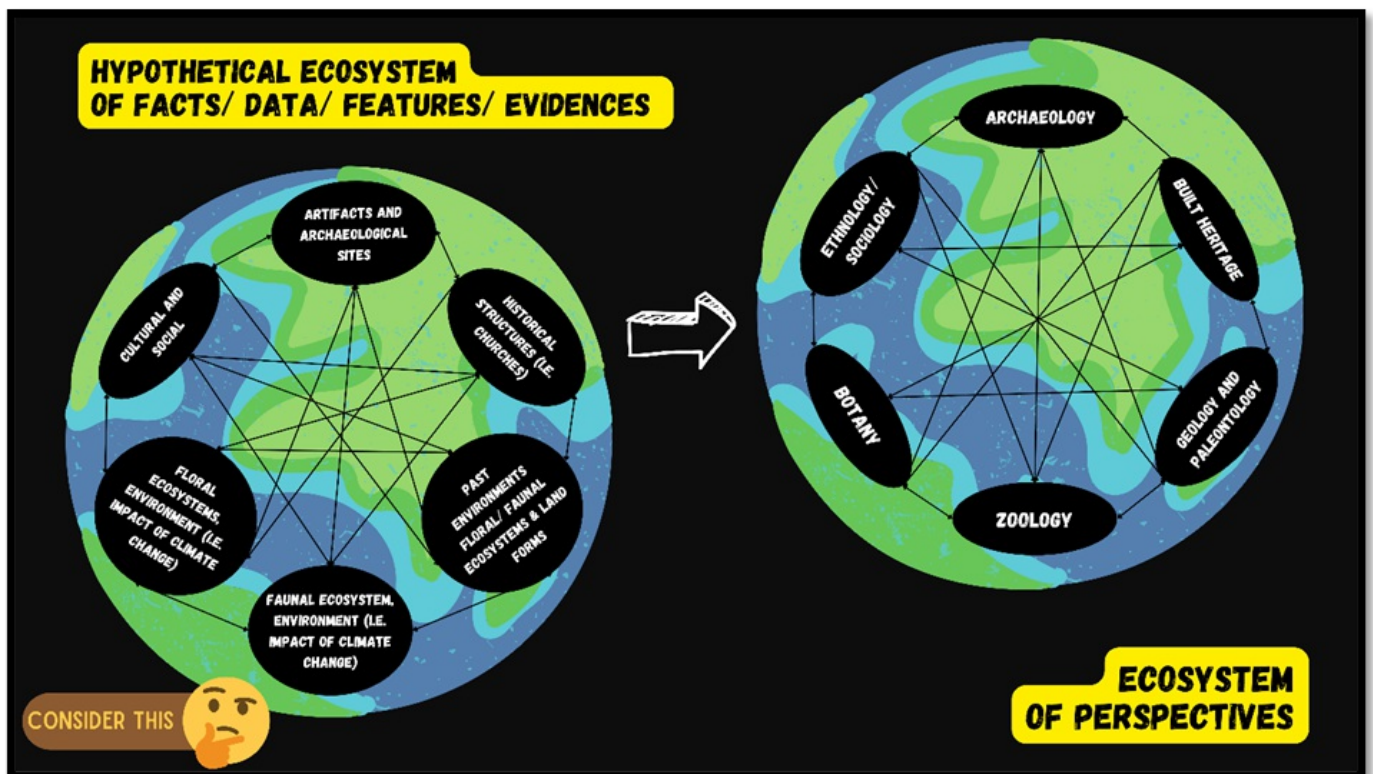 HYPOTHETICAL ECOSYSTEM
OF FACTS/ DATA/ FEATURES/ EVIDENCES
ARTIFACTS AND
ARCHAEOLOGICAL
SITES
CULTURAL AND
SOCIAL
HISTORICAL
STRUCTURES (I.E.
CHURCHES)
FLORAL
ECOSYSTEMS,
ENVIRONMENT (I.E.
IMPACT OF CLIMATE
CHANGE)
PAST
ENVIRONMENTS
FLORAL/ FAUNAL
ECOSYSTEMS & LAND
FORMS
FAUNAL ECOSYSTEM,
ENVIRONMENT (I.E.
IMPACT OF CLIMATE
CHANGE)
CONSIDER THIS
ARCHAEOLOGY
ETHNOLOGY/
SOCIOLOGY
BUILT HERITAGE
BOTANY
GEOLOGY AND
PALEONTOLOGY
ZOOLOGY
ECOSYSTEM
OF PERSPECTIVES